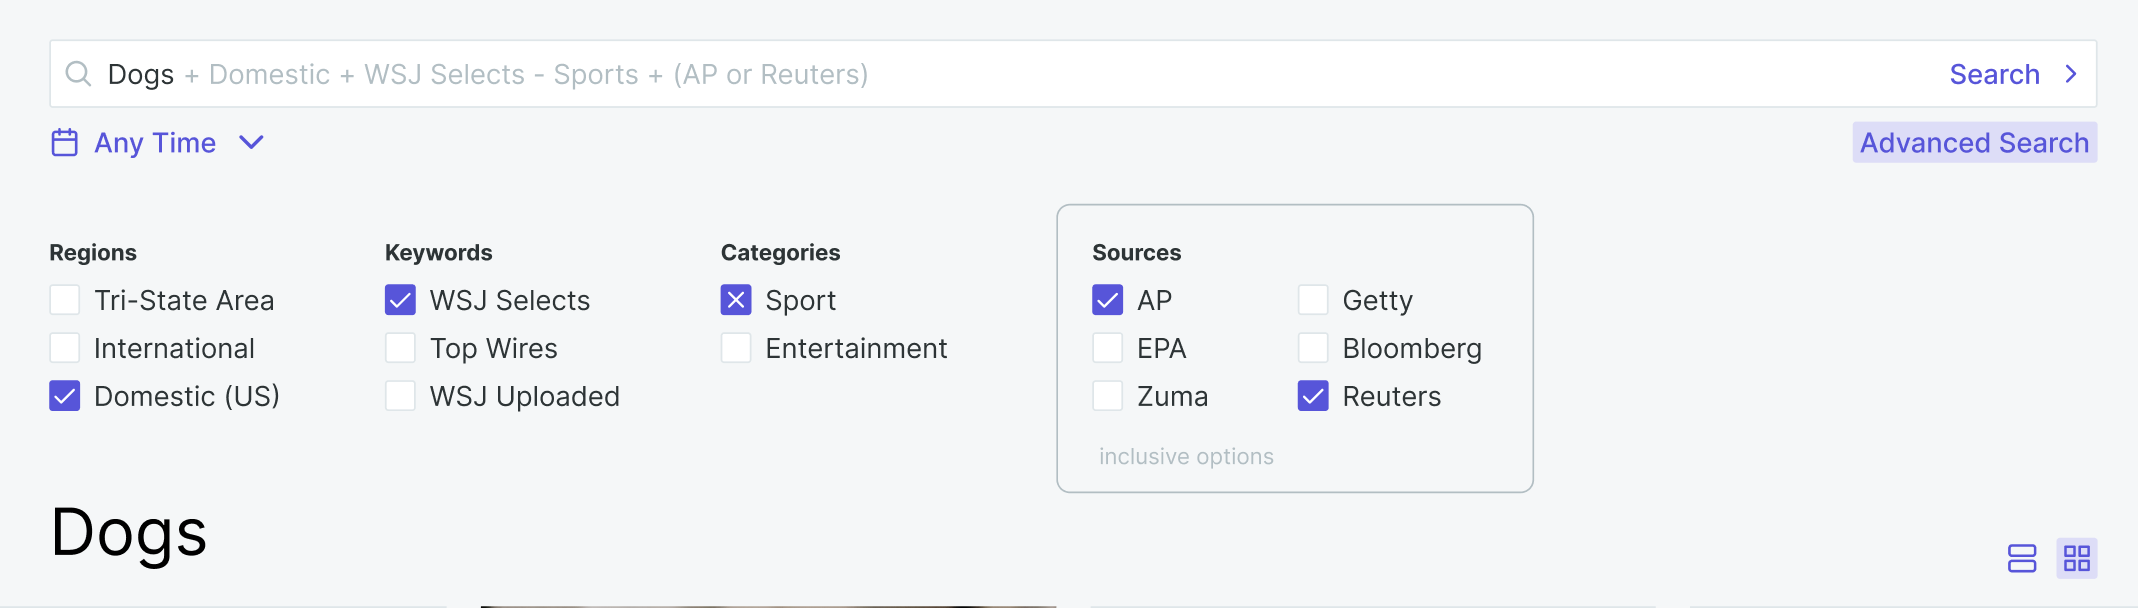 Dogs + Domestic + WSJ Selects - Sports + (AP or Reuters)
Search
Any Time
Advanced Search
Regions
Tri-State Area
International
Domestic (US)
Keywords
WSJ Selects
Top Wires
WSJ Uploaded
Categories
Sport
Entertainment
Sources
AP
EPA
Zuma
Getty
Bloomberg
Reuters
inclusive options
Dogs